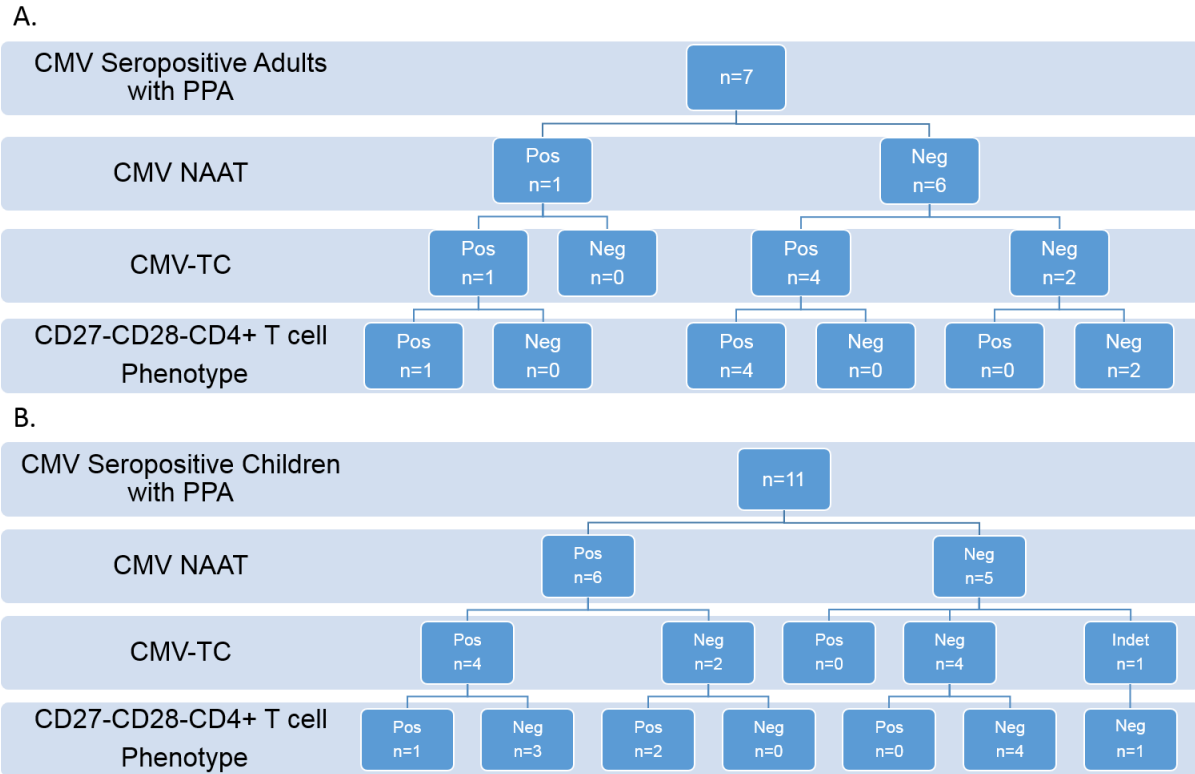 A.
CMV Seropositive Adults
with PPA
n=7
CMV NAAT
Pos
n=1
Neg
n=6
CMV-TC
Pos
n=1
Neg
n=0
Pos
n=4
Neg
n=2
CD27-CD28-CD4+ T cell
Phenotype
Pos
n=1
Neg
n=0
Pos
n=4
Neg
n=0
Pos
n=0
Neg
n=2
B.
CMV Seropositive Children
with PPA
n=11
CMV NAAT
Pos
n=6
Neg
n=5
CMV-TC
Pos
n=4
Neg
n=2
Pos
n=0
Neg
n=4
Indet
n=1
CD27-CD28-CD4+ T cell
Phenotype
Pos
n=1
Neg
n=3
Pos
n=2
Neg
n=0
Pos
n=0
Neg
n=4
Neg
n=1